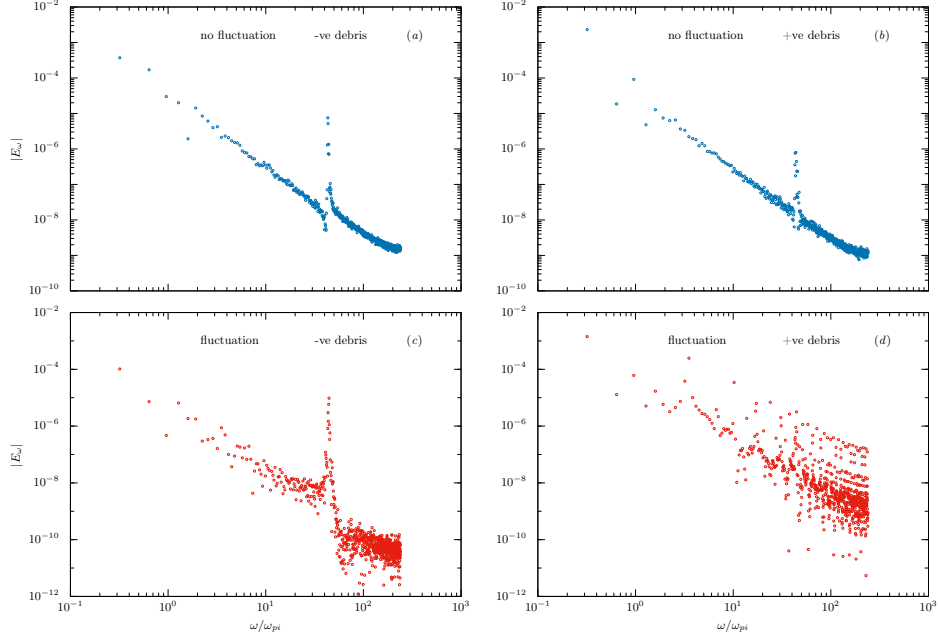 10^{-2}
10^{-4}
10^{-6}
10^{-8}
10^{-10}
|E_ω|
no fluctuation -ve debris (a)
10^{-2}
10^{-4}
10^{-6}
10^{-8}
10^{-10}
no fluctuation +ve debris (b)
10^{-2}
10^{-4}
10^{-6}
10^{-8}
10^{-10}
10^{-12}
|E_ω|
fluctuation -ve debris (c)
10^{-1} 10^0 10^1 10^2 10^3
ω/ω_{pi}
10^{-2}
10^{-4}
10^{-6}
10^{-8}
10^{-10}
10^{-12}
fluctuation +ve debris (d)
10^{-1} 10^0 10^1 10^2 10^3
ω/ω_{pi}